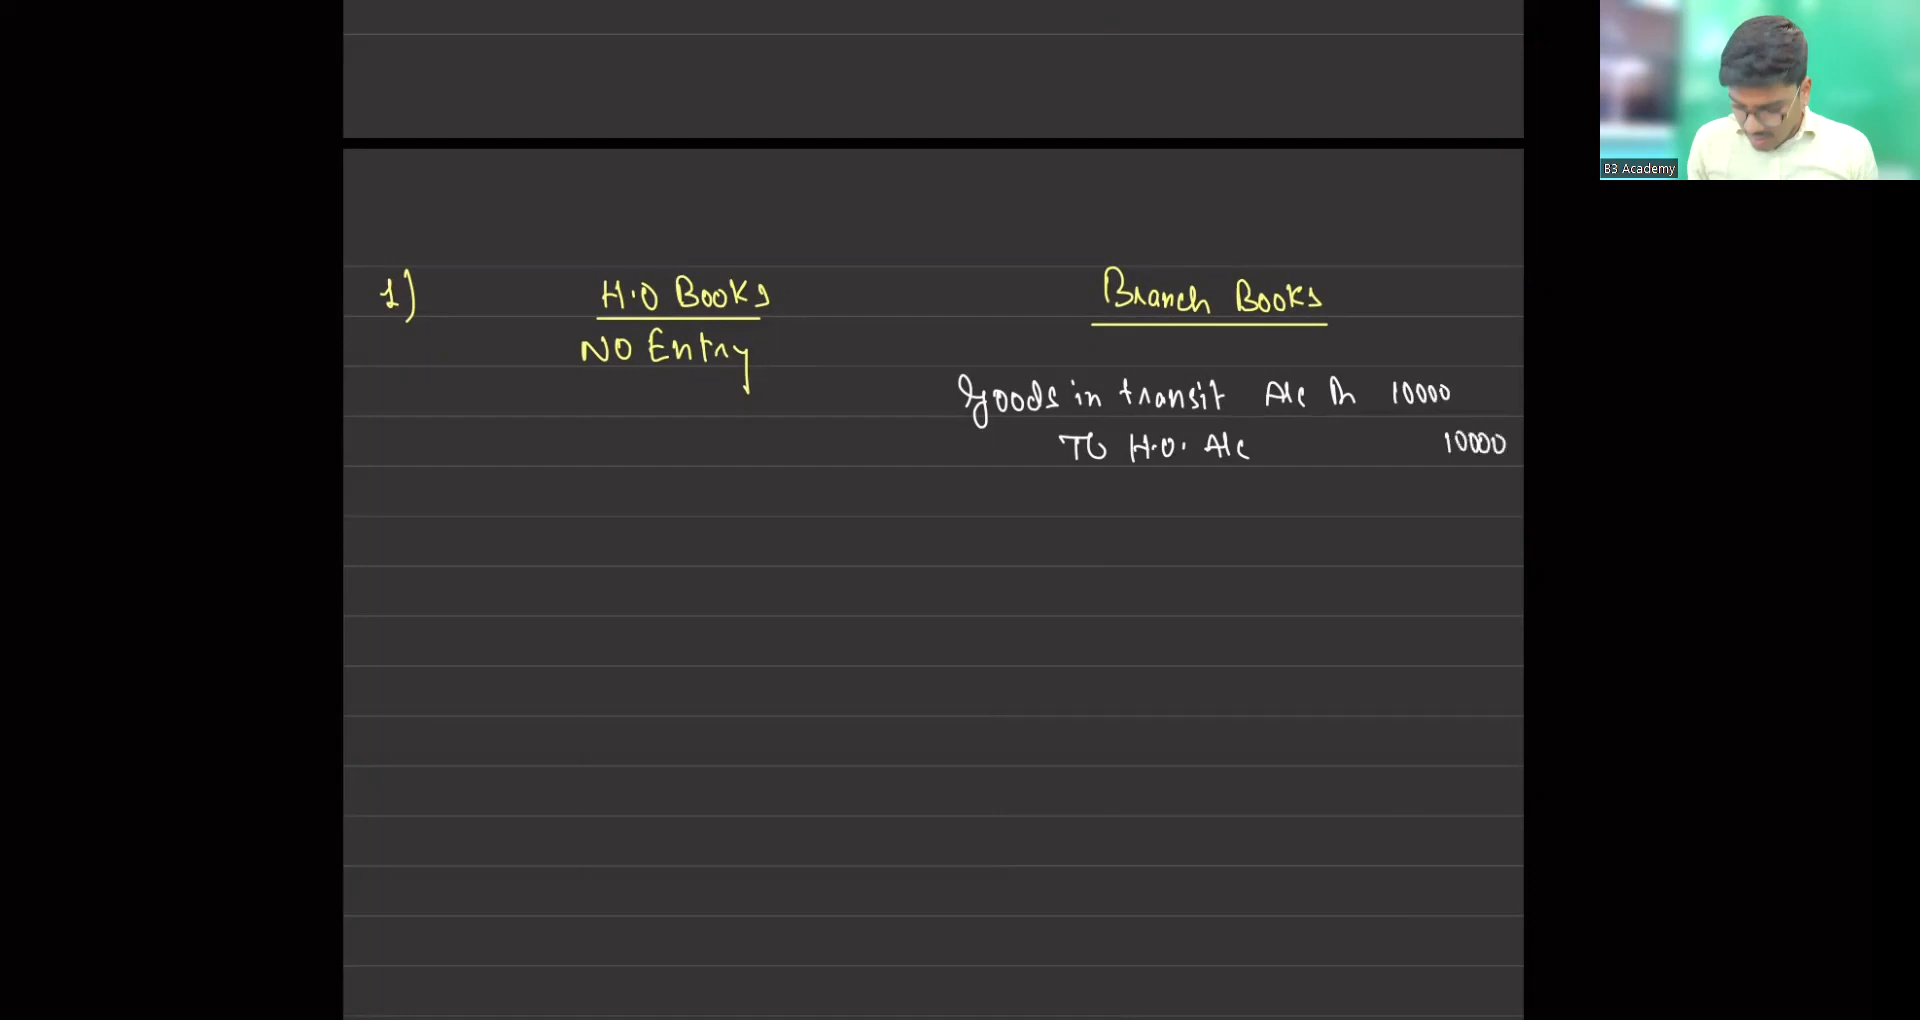 B3 Academy
1) H.O Books Branch Books
NO Entry
Goods in transit A/c Dr 10000
To H.O. A/c 10000